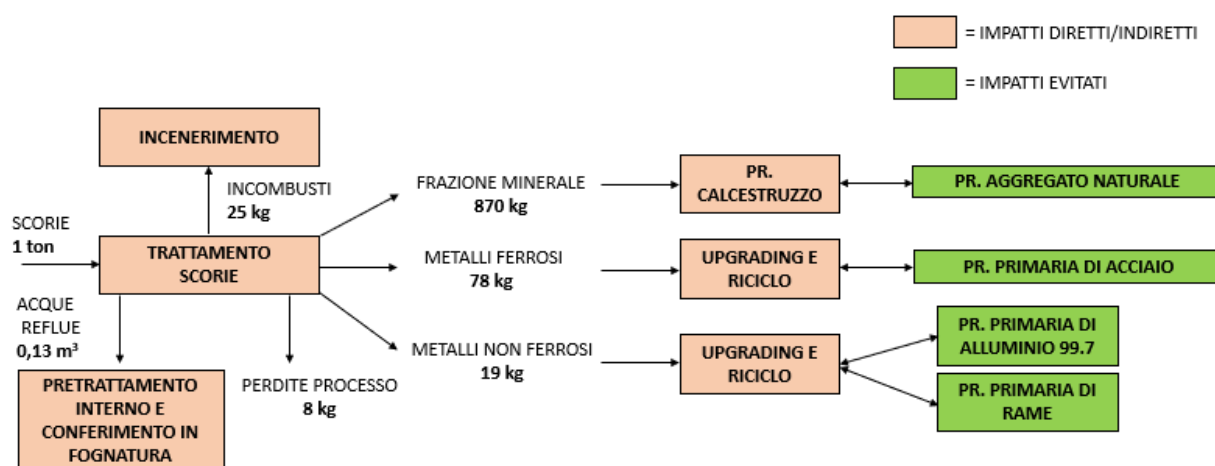 = IMPATTI DIRETTI/INDIRETTI
= IMPATTI EVITATI
INCENERIMENTO
INCOMBUSTI
25 kg
SCORIE
1 ton
TRATTAMENTO
SCORIE
ACQUE
REFLUE
0,13 m³
PRETRATTAMENTO
INTERNO E
CONFERIMENTO IN
FOGNATURA
PERDITE PROCESSO
8 kg
FRAZIONE MINERALE
870 kg
PR.
CALCESTRUZZO
PR. AGGREGATO NATURALE
METALLI FERROSI
78 kg
UPGRADING E
RICICLO
PR. PRIMARIA DI ACCIAIO
METALLI NON FERROSI
19 kg
UPGRADING E
RICICLO
PR. PRIMARIA DI
ALLUMINIO 99.7
PR. PRIMARIA DI
RAME